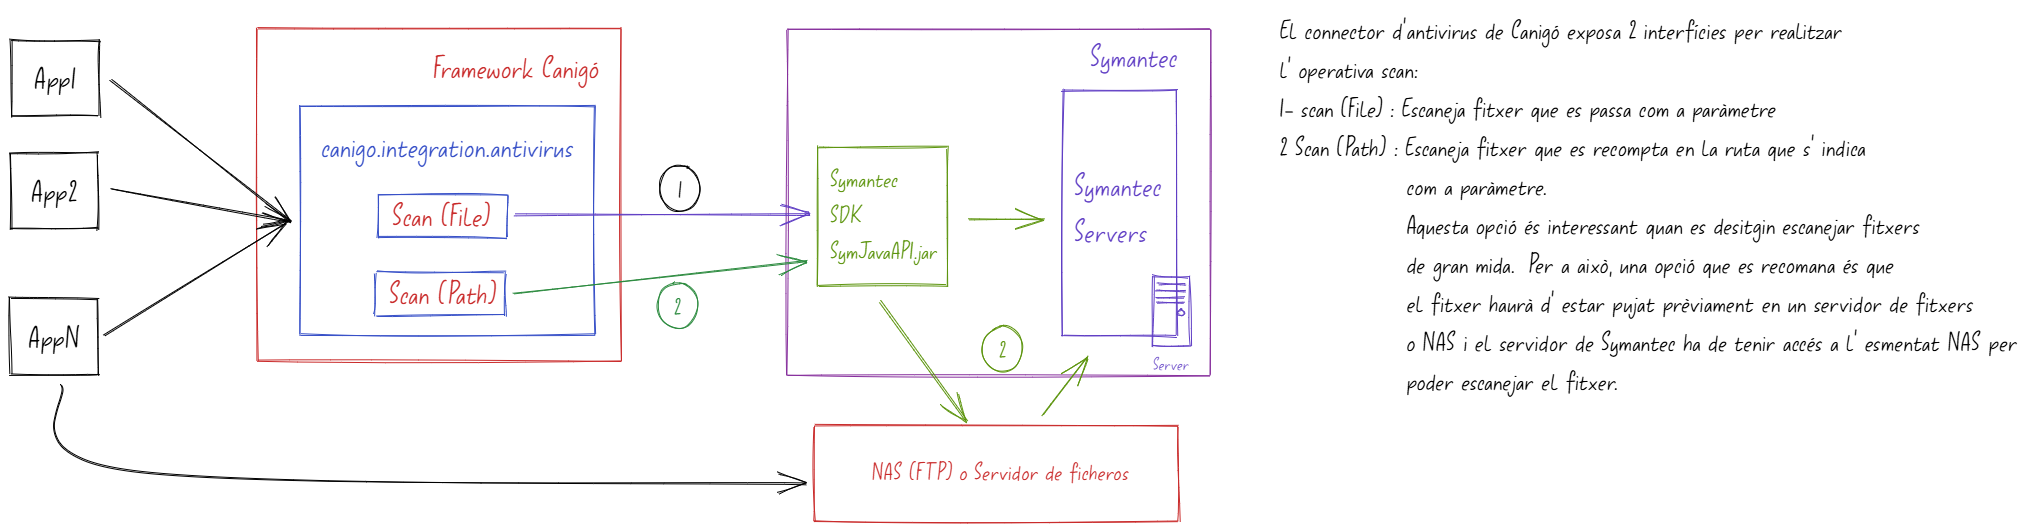 App1
App2
AppN
Framework Canigó
canigo.integration.antivirus
Scan (File)
Scan (Path)
1
2
Symantec
Symantec
SDK
SymJavaAPI.jar
Symantec
Servers
Server
2
NAS (FTP) o Servidor de ficheros
El connector d'antivirus de Canigó exposa 2 interfícies per realitzar
l' operativa scan:
1- scan (File) : Escaneja fitxer que es passa com a paràmetre
2 Scan (Path) : Escaneja fitxer que es recompta en la ruta que s' indica
com a paràmetre.
Aquesta opció és interessant quan es desitgin escanejar fitxers
de gran mida. Per a això, una opció que es recomana és que
el fitxer haurà d' estar pujat prèviament en un servidor de fitxers
o NAS i el servidor de Symantec ha de tenir accés a l' esmentat NAS per
poder escanejar el fitxer.